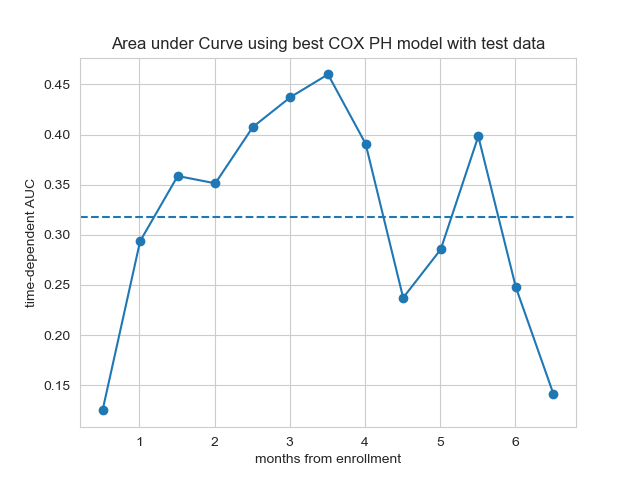 Area under Curve using best COX PH model with test data
time-dependent AUC
0.45
0.40
0.35
0.30
0.25
0.20
0.15
1 2 3 4 5 6
months from enrollment